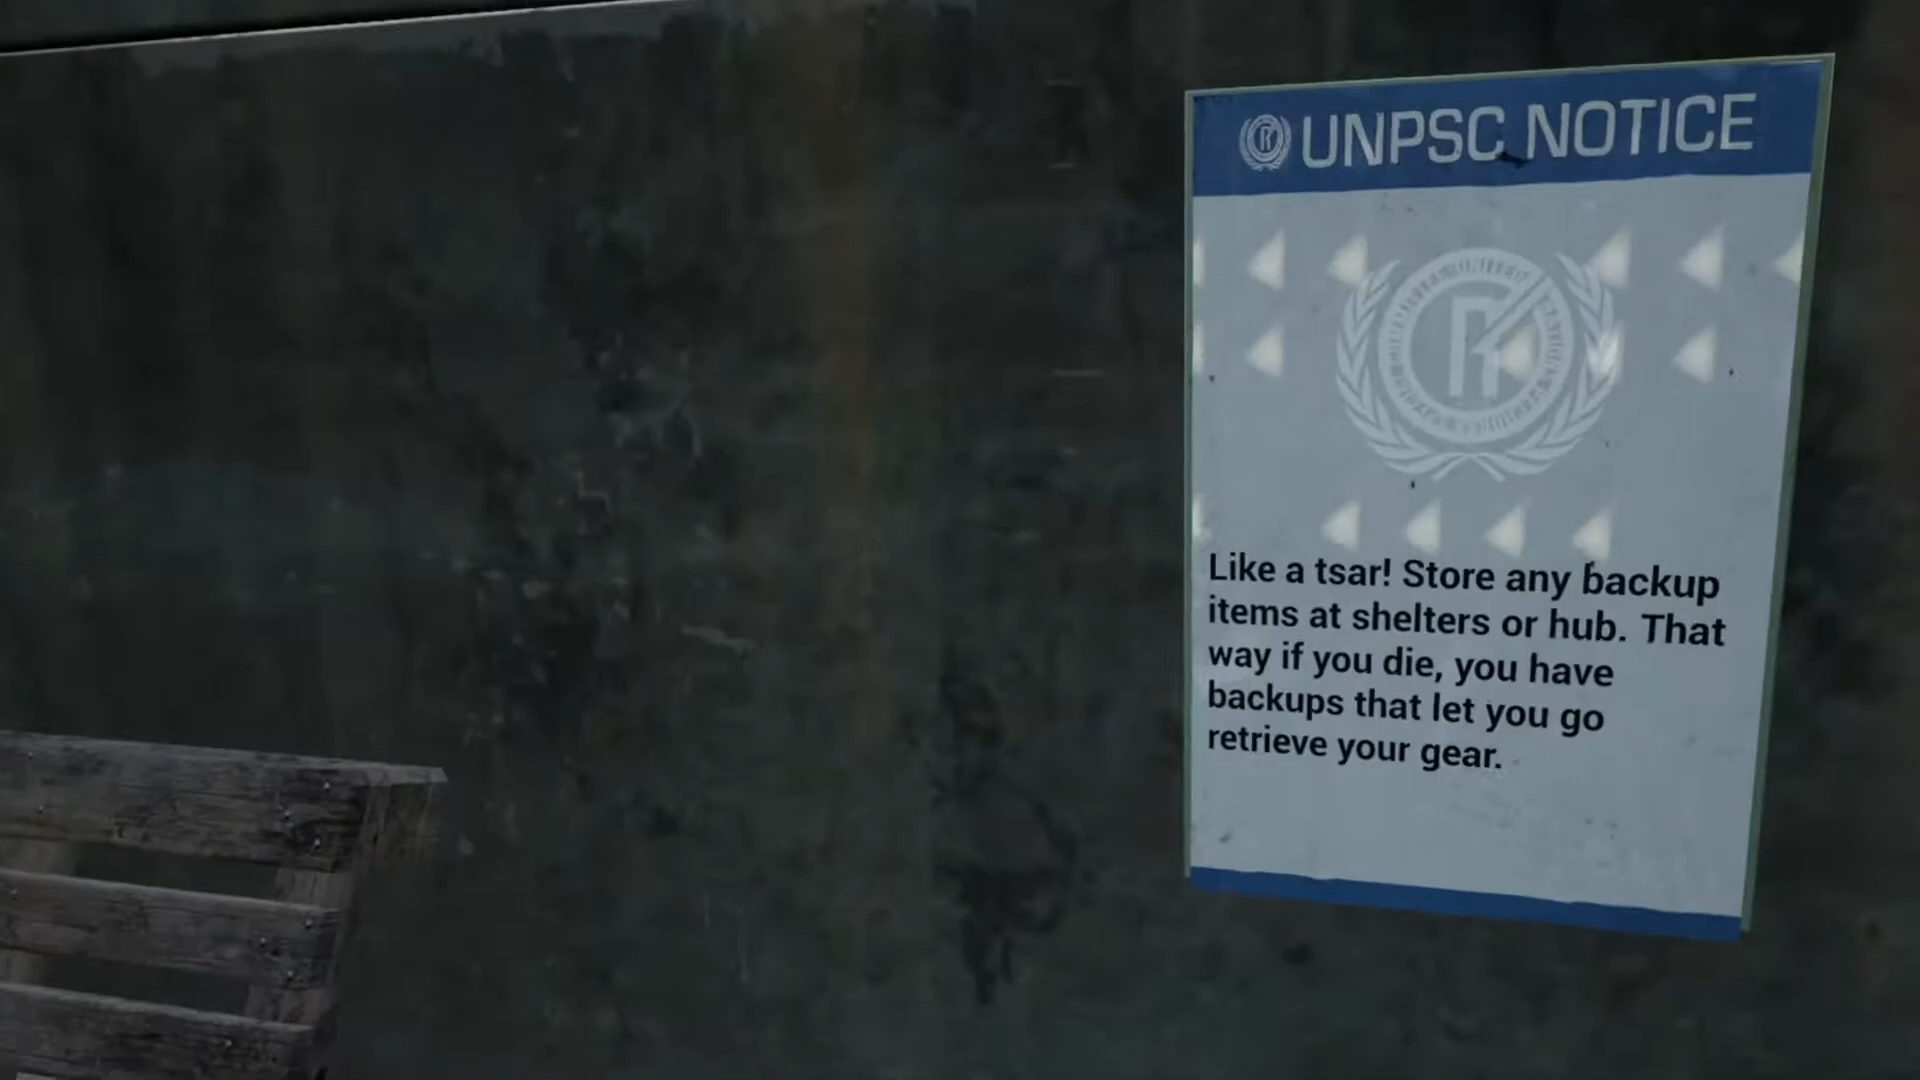 UNPSC NOTICE
Like a tsar! Store any backup
items at shelters or hub. That
way if you die, you have
backups that let you go
retrieve your gear.